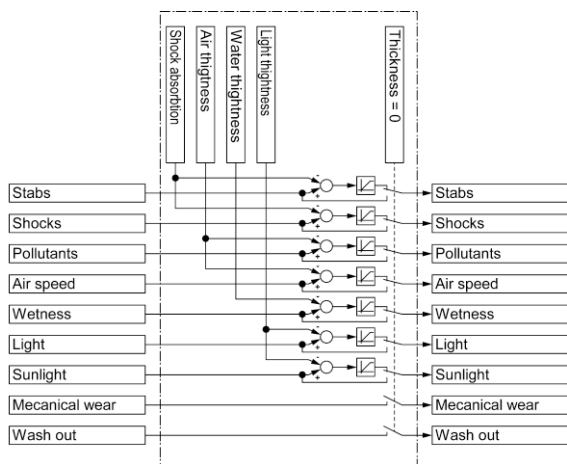 Shock absorbtion
Air thigtness
Water thightness
Light thightness
Thickness = 0
Stabs
Stabs
Shocks
Shocks
Pollutants
Pollutants
Air speed
Air speed
Wetness
Wetness
Light
Light
Sunlight
Sunlight
Mecanical wear
Mecanical wear
Wash out
Wash out